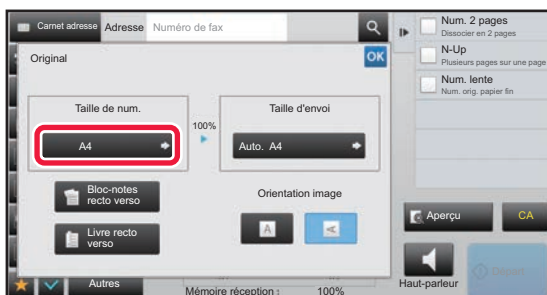 Carnet adresse Adresse Numéro de fax
Original
OK
Taille de num.
A4
100%
Taille d'envoi
Auto. A4
Bloc-notes
recto verso
Livre recto
verso
Orientation image
A
A
Autres
Mémoire réception : 100%
Num. 2 pages
Dissocier en 2 pages
N-Up
Plusieurs pages sur une page
Num. lente
Num. orig. papier fin
Aperçu
CA
Haut-parleur
Départ